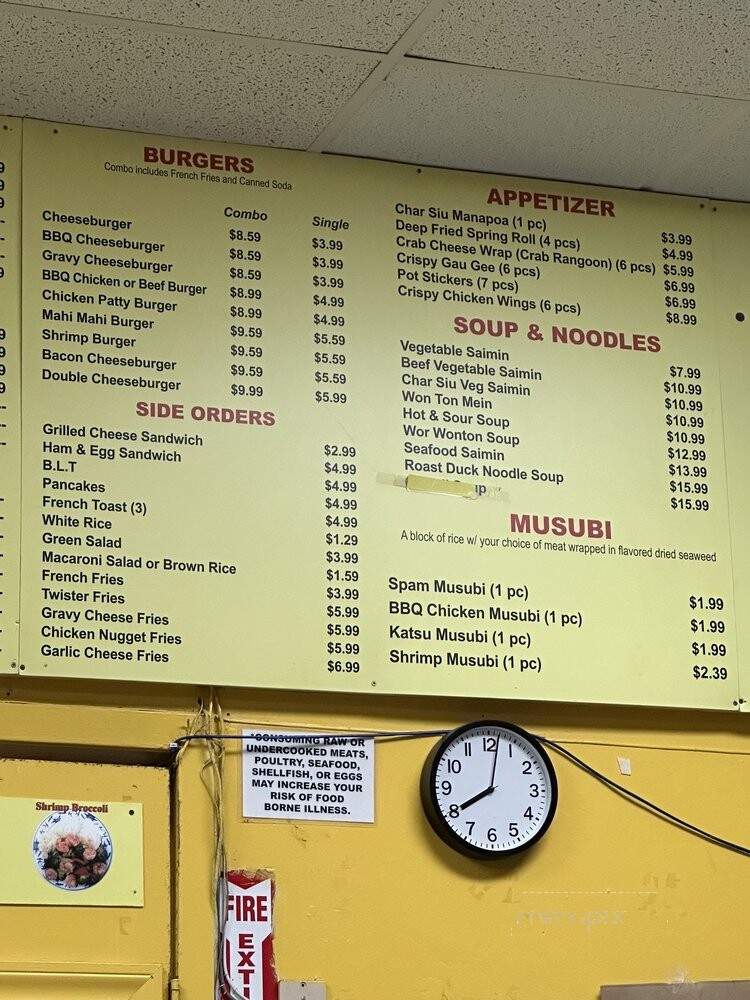 BURGERS
Combo includes French Fries and Canned Soda
Combo Single
Cheeseburger $8.59 $3.99
BBQ Cheeseburger $8.59 $3.99
Gravy Cheeseburger $8.59 $3.99
BBQ Chicken or Beef Burger $8.99 $4.99
Chicken Patty Burger $8.99 $4.99
Mahi Mahi Burger $9.59 $5.59
Shrimp Burger $9.59 $5.59
Bacon Cheeseburger $9.59 $5.59
Double Cheeseburger $9.99 $5.99
SIDE ORDERS
Grilled Cheese Sandwich $2.99
Ham & Egg Sandwich $4.99
B.L.T $4.99
Pancakes $4.99
French Toast (3) $4.99
White Rice $1.29
Green Salad $3.99
Macaroni Salad or Brown Rice $1.59
French Fries $3.99
Twister Fries $5.99
Gravy Cheese Fries $5.99
Chicken Nugget Fries $5.99
Garlic Cheese Fries $6.99
APPETIZER
Char Siu Manapoa (1 pc) $3.99
Deep Fried Spring Roll (4 pcs) $4.99
Crab Cheese Wrap (Crab Rangoon) (6 pcs) $5.99
Crispy Gau Gee (6 pcs) $6.99
Pot Stickers (7 pcs) $6.99
Crispy Chicken Wings (6 pcs) $8.99
SOUP & NOODLES
Vegetable Saimin $7.99
Beef Vegetable Saimin $10.99
Char Siu Veg Saimin $10.99
Won Ton Mein $10.99
Hot & Sour Soup $10.99
Wor Wonton Soup $12.99
Seafood Saimin $13.99
Roast Duck Noodle Soup $15.99
$15.99
MUSUBI
A block of rice w/ your choice of meat wrapped in flavored dried seaweed
Spam Musubi (1 pc) $1.99
BBQ Chicken Musubi (1 pc) $1.99
Katsu Musubi (1 pc) $1.99
Shrimp Musubi (1 pc) $2.39
*CONSUMING RAW OR
UNDERCOOKED MEATS,
POULTRY, SEAFOOD,
SHELLFISH, OR EGGS
MAY INCREASE YOUR
RISK OF FOOD
BORNE ILLNESS.
12 1 2 3 4 5 6 7 8 9 10 11
Shrimp Broccoli
FIRE
EXTI